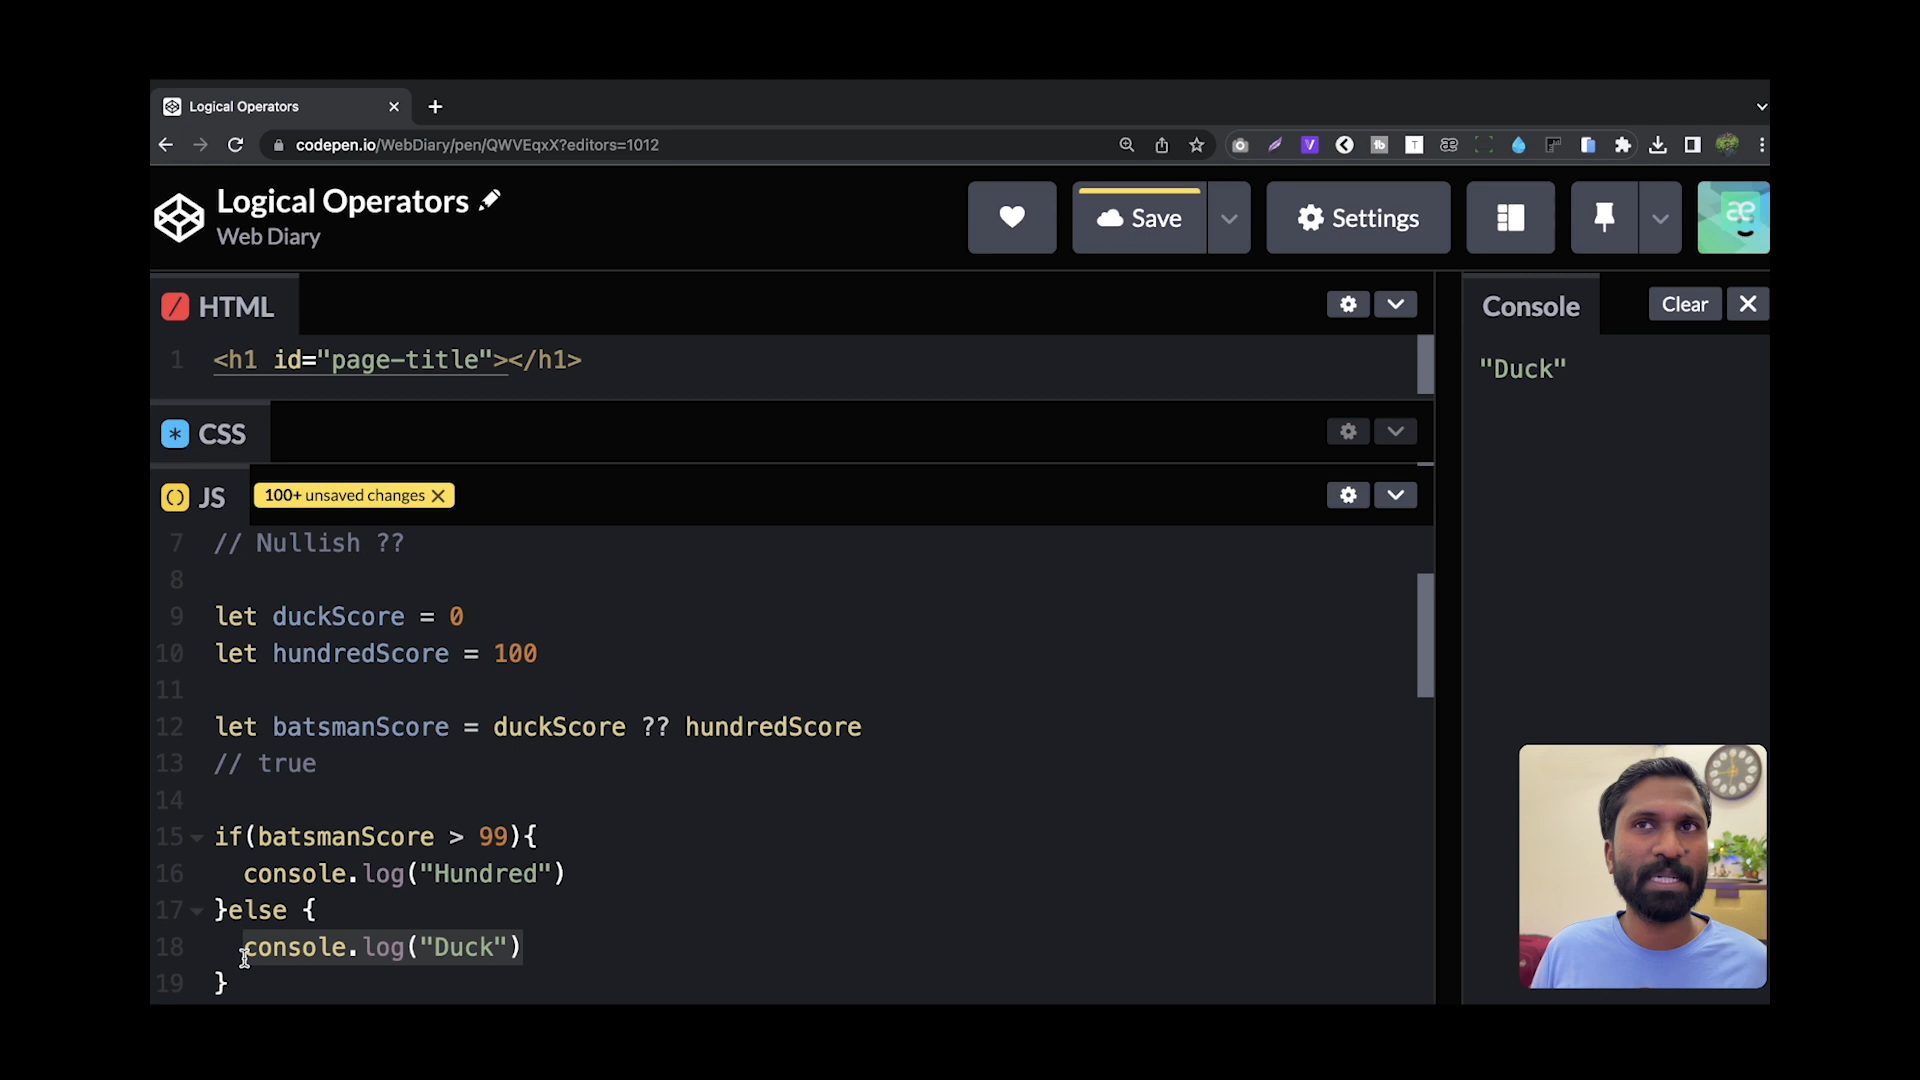 Logical Operators
codepen.io/WebDiary/pen/QWVEqxX?editors=1012
Logical Operators
Web Diary
Save
Settings
HTML
1 <h1 id="page-title"></h1>
CSS
JS
100+ unsaved changes
7 // Nullish ??
8
9 let duckScore = 0
10 let hundredScore = 100
11
12 let batsmanScore = duckScore ?? hundredScore
13 // true
14
15 if(batsmanScore > 99){
16 console.log("Hundred")
17 }else {
18 console.log("Duck")
19 }
Console
Clear
"Duck"